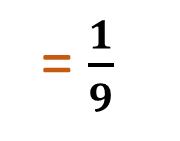 = 1/9